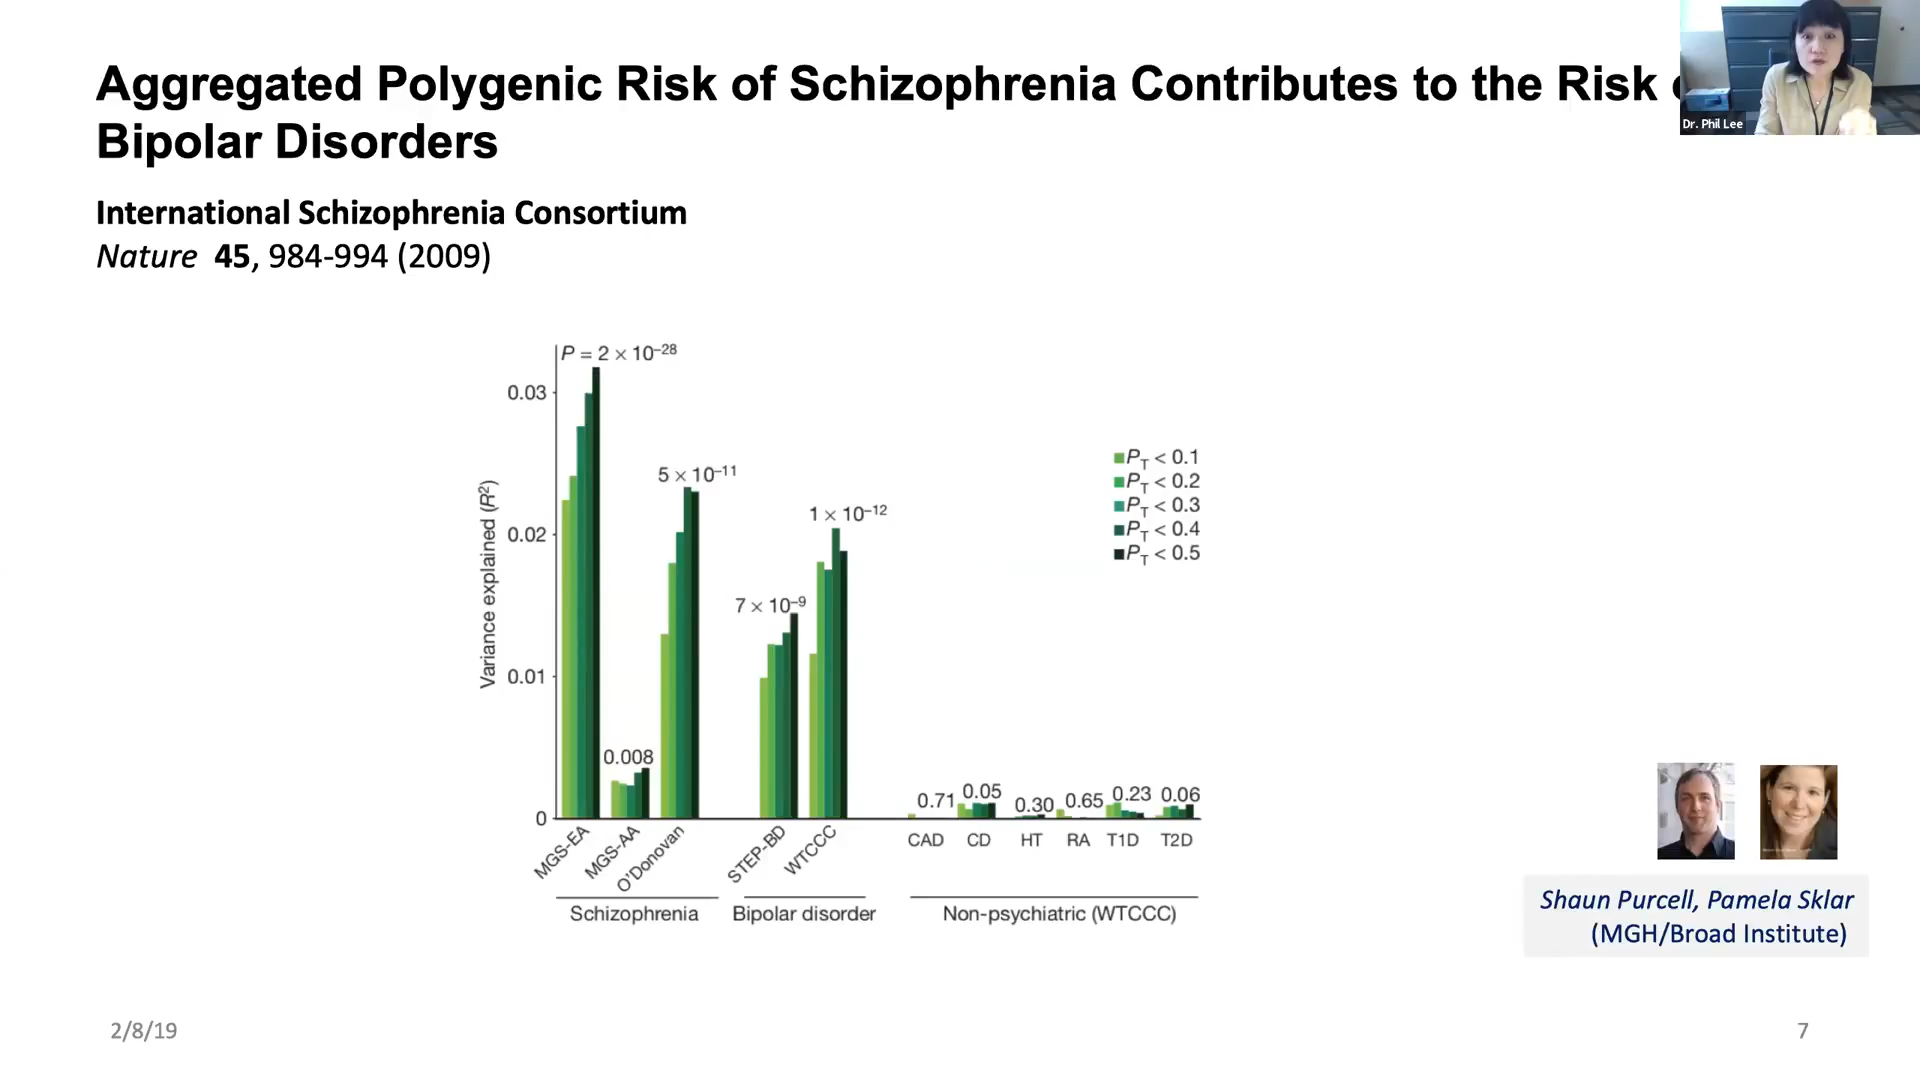 Aggregated Polygenic Risk of Schizophrenia Contributes to the Risk
Bipolar Disorders
Dr. Phil Lee
International Schizophrenia Consortium
Nature 45, 984-994 (2009)
P = 2 × 10⁻²⁸
0.03
5 × 10⁻¹¹
1 × 10⁻¹²
0.02
7 × 10⁻⁹
0.01
0.008
0
Variance explained (R²)
P_T < 0.1
P_T < 0.2
P_T < 0.3
P_T < 0.4
P_T < 0.5
0.71 0.05 0.30 0.65 0.23 0.06
MGS-EA MGS-AA O'Donovan STEP-BD WTCCC CAD CD HT RA T1D T2D
Schizophrenia Bipolar disorder Non-psychiatric (WTCCC)
Shaun Purcell, Pamela Sklar
(MGH/Broad Institute)
2/8/19 7